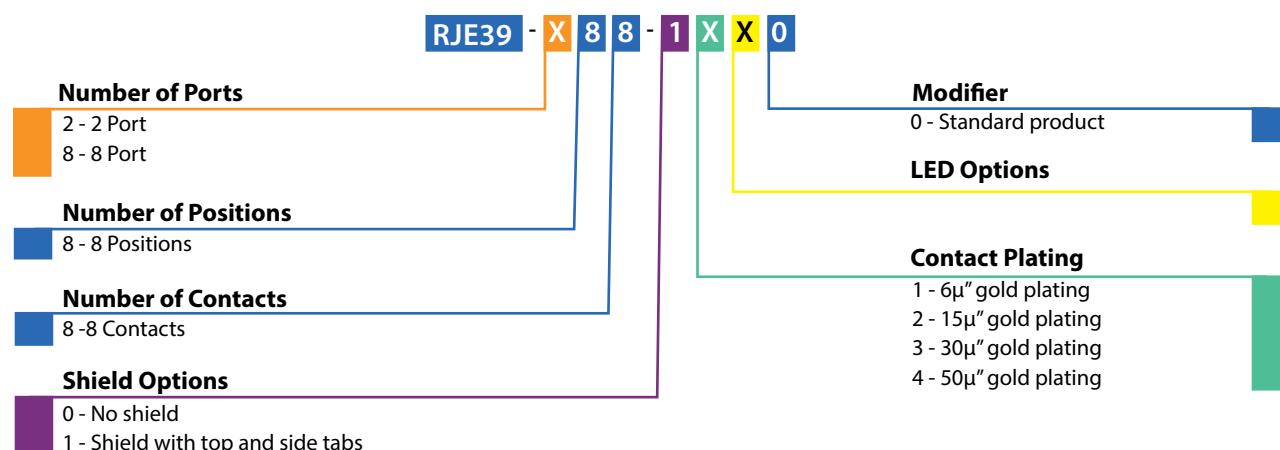 RJE39 - X 8 8 - 1 X X 0
Number of Ports
2 - 2 Port
8 - 8 Port
Number of Positions
8 - 8 Positions
Number of Contacts
8 -8 Contacts
Shield Options
0 - No shield
1 - Shield with top and side tabs
Modifier
0 - Standard product
LED Options
Contact Plating
1 - 6µ” gold plating
2 - 15µ” gold plating
3 - 30µ” gold plating
4 - 50µ” gold plating